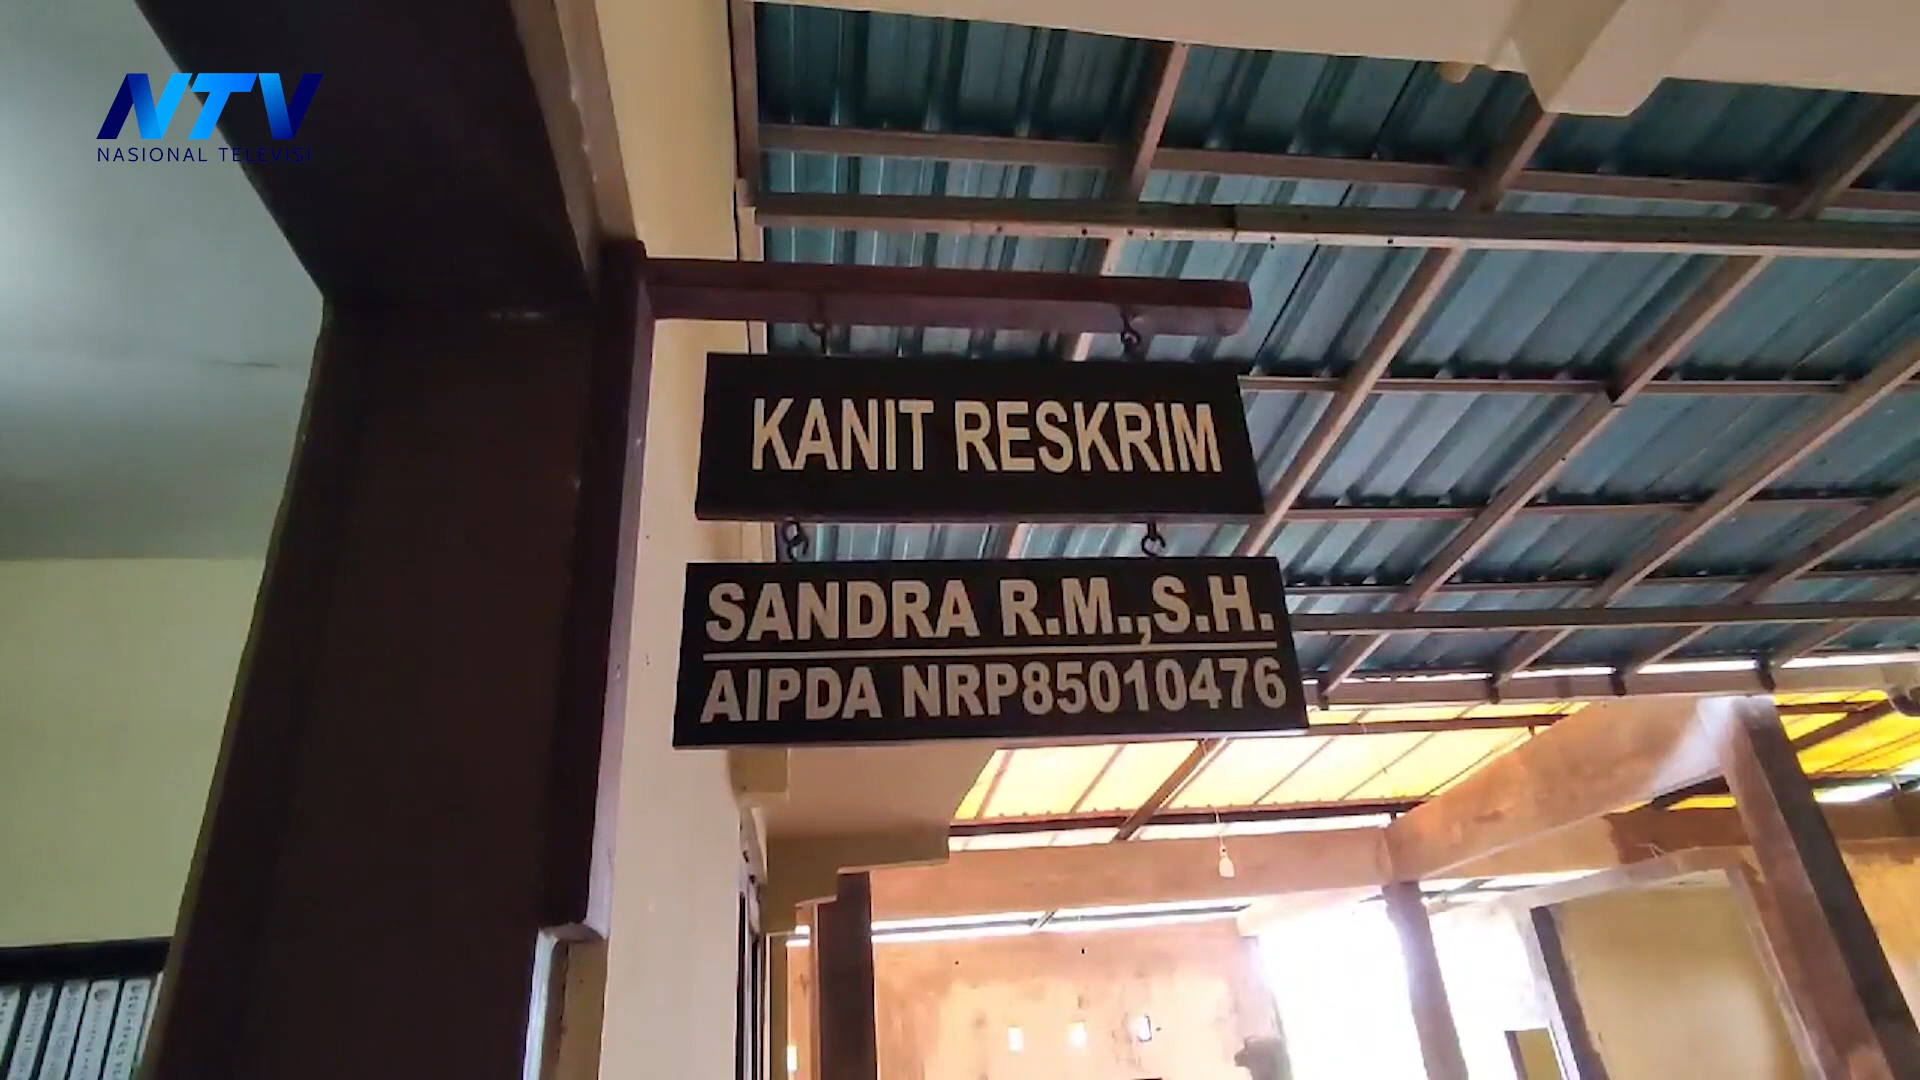 NTV
NASIONAL TELEVISI
KANIT RESKRIM
SANDRA R.M.,S.H.
AIPDA NRP85010476